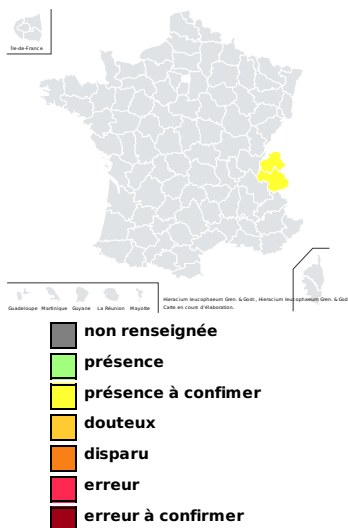 Île-de-France
Guadeloupe Martinique Guyane La Réunion Mayotte
Hieracium leucophaeum Gren. & Godr., Hieracium leucophaeum Gren. & God
Carte en cours d'élaboration.
non renseignée
présence
présence à confimer
douteux
disparu
erreur
erreur à confirmer